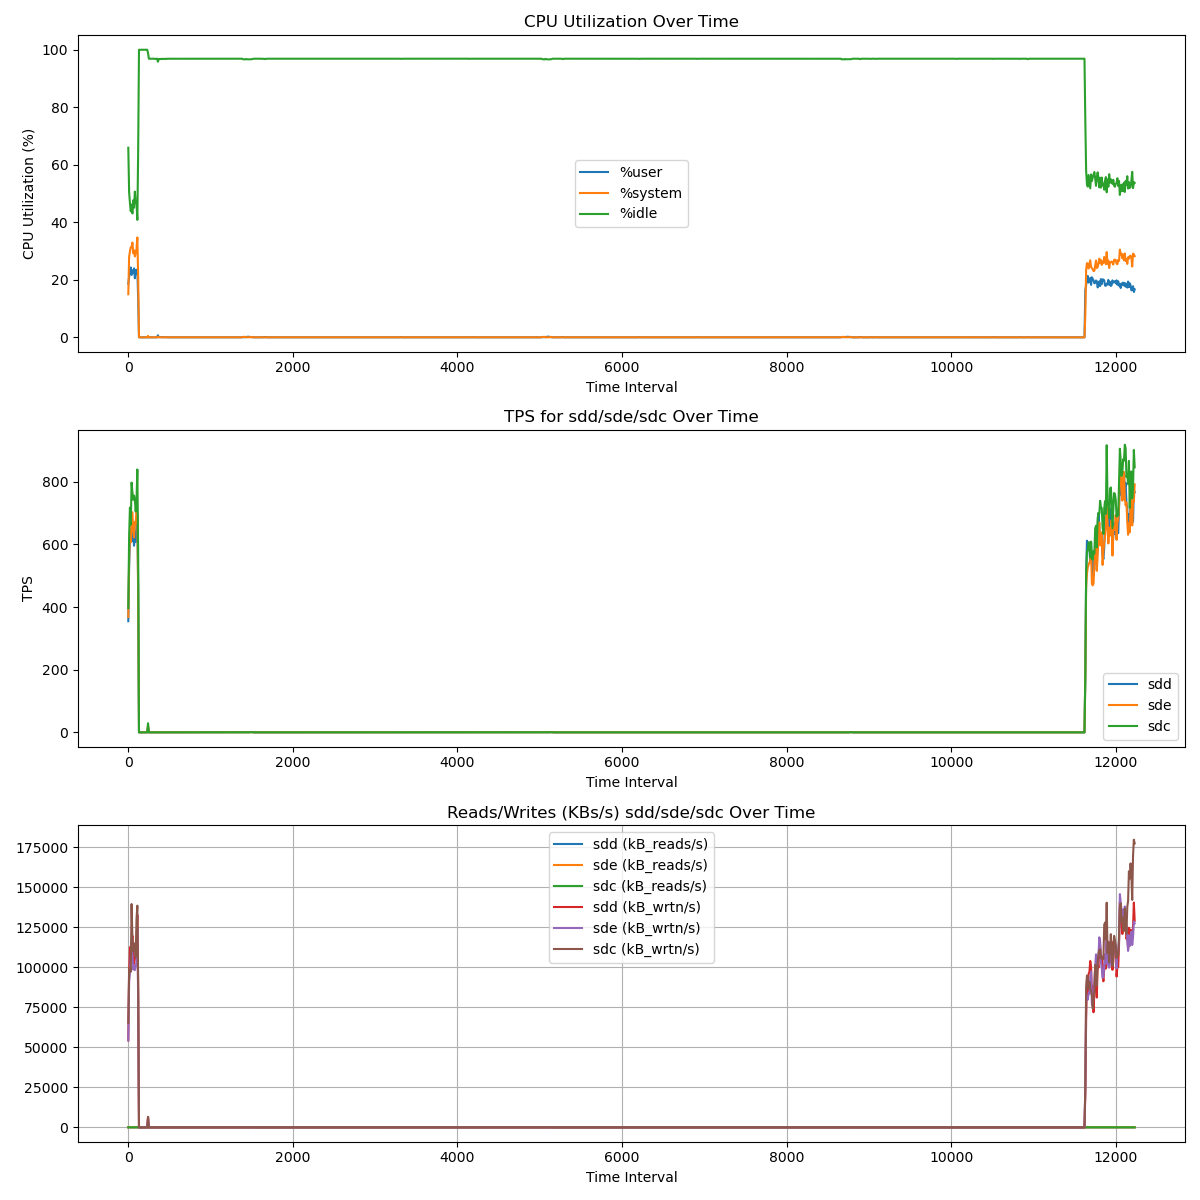 CPU Utilization Over Time
CPU Utilization (%)
100
80
60
40
20
0
%user
%system
%idle
0 2000 4000 6000 8000 10000 12000
Time Interval
TPS for sdd/sde/sdc Over Time
TPS
800
600
400
200
0
sdd
sde
sdc
0 2000 4000 6000 8000 10000 12000
Time Interval
Reads/Writes (KBs/s) sdd/sde/sdc Over Time
175000
150000
125000
100000
75000
50000
25000
0
sdd (kB_reads/s)
sde (kB_reads/s)
sdc (kB_reads/s)
sdd (kB_wrtn/s)
sde (kB_wrtn/s)
sdc (kB_wrtn/s)
0 2000 4000 6000 8000 10000 12000
Time Interval